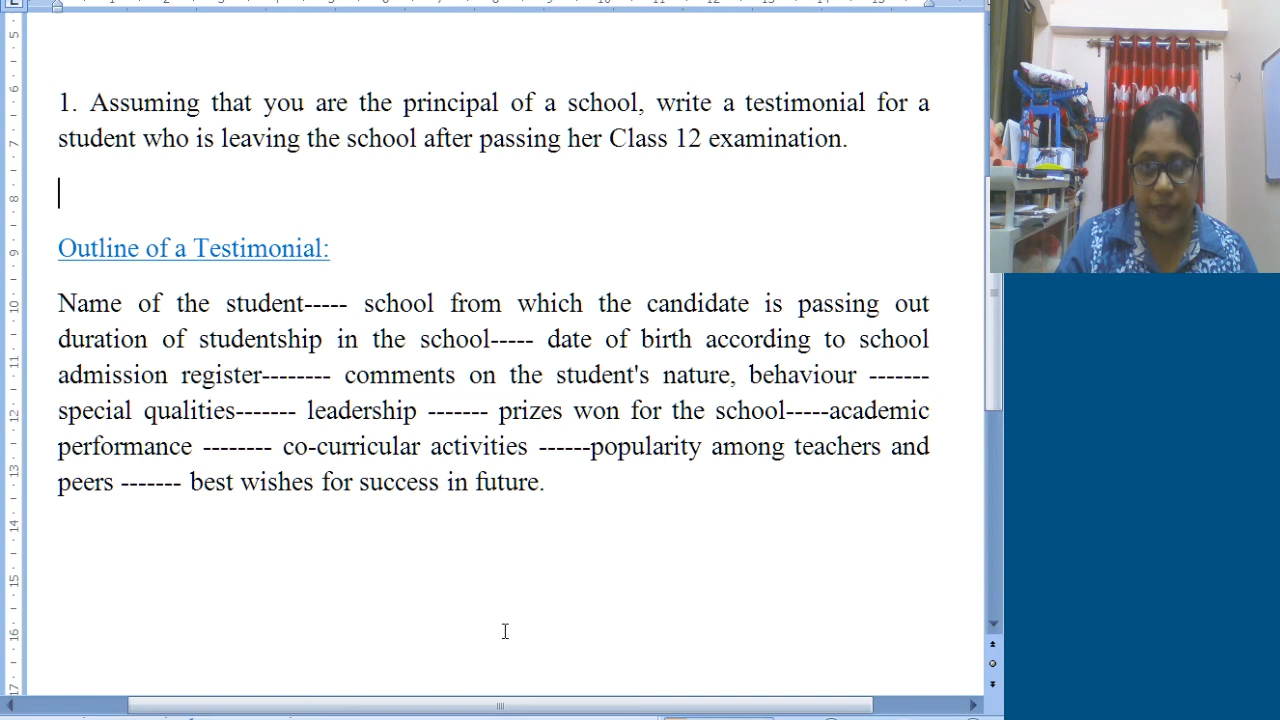 1. Assuming that you are the principal of a school, write a testimonial for a
student who is leaving the school after passing her Class 12 examination.
Outline of a Testimonial:
Name of the student----- school from which the candidate is passing out
duration of studentship in the school----- date of birth according to school
admission register-------- comments on the student's nature, behaviour -------
special qualities------- leadership ------- prizes won for the school-----academic
performance -------- co-curricular activities ------popularity among teachers and
peers ------- best wishes for success in future.